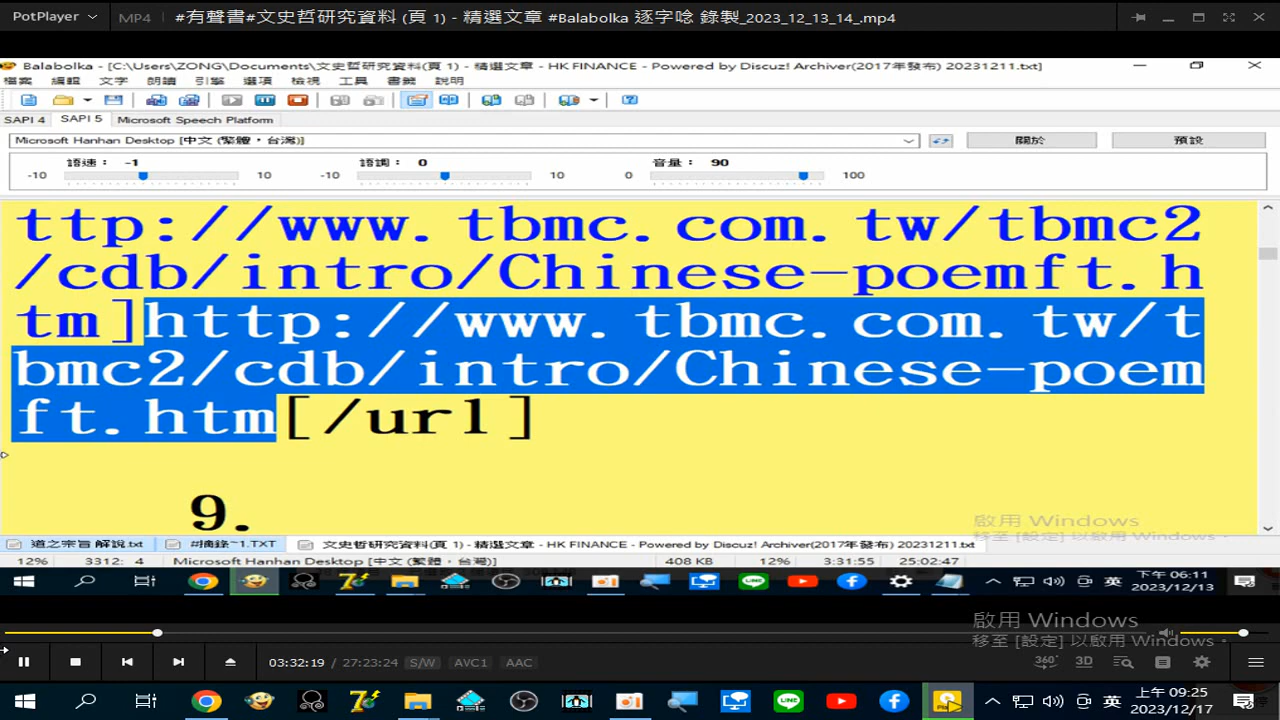 PotPlayer MP4 #有聲書#文史哲研究資料 (頁 1) - 精選文章 #Balabolka 逐字唸 錄製_2023_12_13_14_.mp4
Balabolka - [C:\Users\ZONG\Documents\文史哲研究資料(頁 1) - 精選文章 - HK FINANCE - Powered by Discuz! Archiver(2017年發布) 20231211.txt]
檔案 編輯 文字 朗讀 引擎 選項 檢視 工具 書籤 說明
SAPI 4 SAPI 5 Microsoft Speech Platform
Microsoft Hanhan Desktop [中文 (繁體，台灣)] 關於 預設
語速： -1 語調： 0 音量： 90
-10 10 -10 10 0 100
ttp://www.tbmc.com.tw/tbmc2
/cdb/intro/Chinese-poemft.h
tm]http://www.tbmc.com.tw/t
bmc2/cdb/intro/Chinese-poem
ft.htm[/url]
9.
啟用 Windows
移至 [設定] 以啟用 Windows。
道之宗旨 解說.txt #摘錄~1.TXT 文史哲研究資料(頁 1) - 精選文章 - HK FINANCE - Powered by Discuz! Archiver(2017年發布) 20231211.txt
12% 3312: 4 Microsoft Hanhan Desktop [中文 (繁體，台灣)] 408 KB 12% 3:31:55 25:02:47
英 下午 06:11
2023/12/13
啟用 Windows
移至 [設定] 以啟用 Windows。
03:32:19 / 27:23:24 S/W AVC1 AAC 360° 3D
英 上午 09:25
2023/12/17